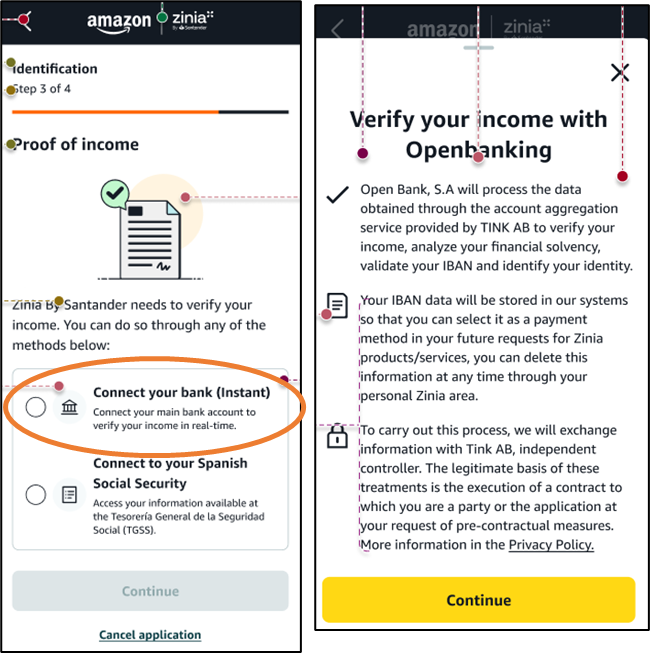 amazon
zinia
By Santander
Identification
Step 3 of 4
Proof of income
Zinia By Santander needs to verify your
income. You can do so through any of the
methods below:
Connect your bank (Instant)
Connect your main bank account to
verify your income in real-time.
Connect to your Spanish
Social Security
Access your information available at
the Tesorería General de la Seguridad
Social (TGSS).
Continue
Cancel application
amazon
zinia
By Santander
Verify your income with
Openbanking
Open Bank, S.A will process the data
obtained through the account aggregation
service provided by TINK AB to verify your
income, analyze your financial solvency,
validate your IBAN and identify your identity.
Your IBAN data will be stored in our systems
so that you can select it as a payment
method in your future requests for Zinia
products/services, you can delete this
information at any time through your
personal Zinia area.
To carry out this process, we will exchange
information with Tink AB, independent
controller. The legitimate basis of these
treatments is the execution of a contract to
which you are a party or the application at
your request of pre-contractual measures.
More information in the Privacy Policy.
Continue